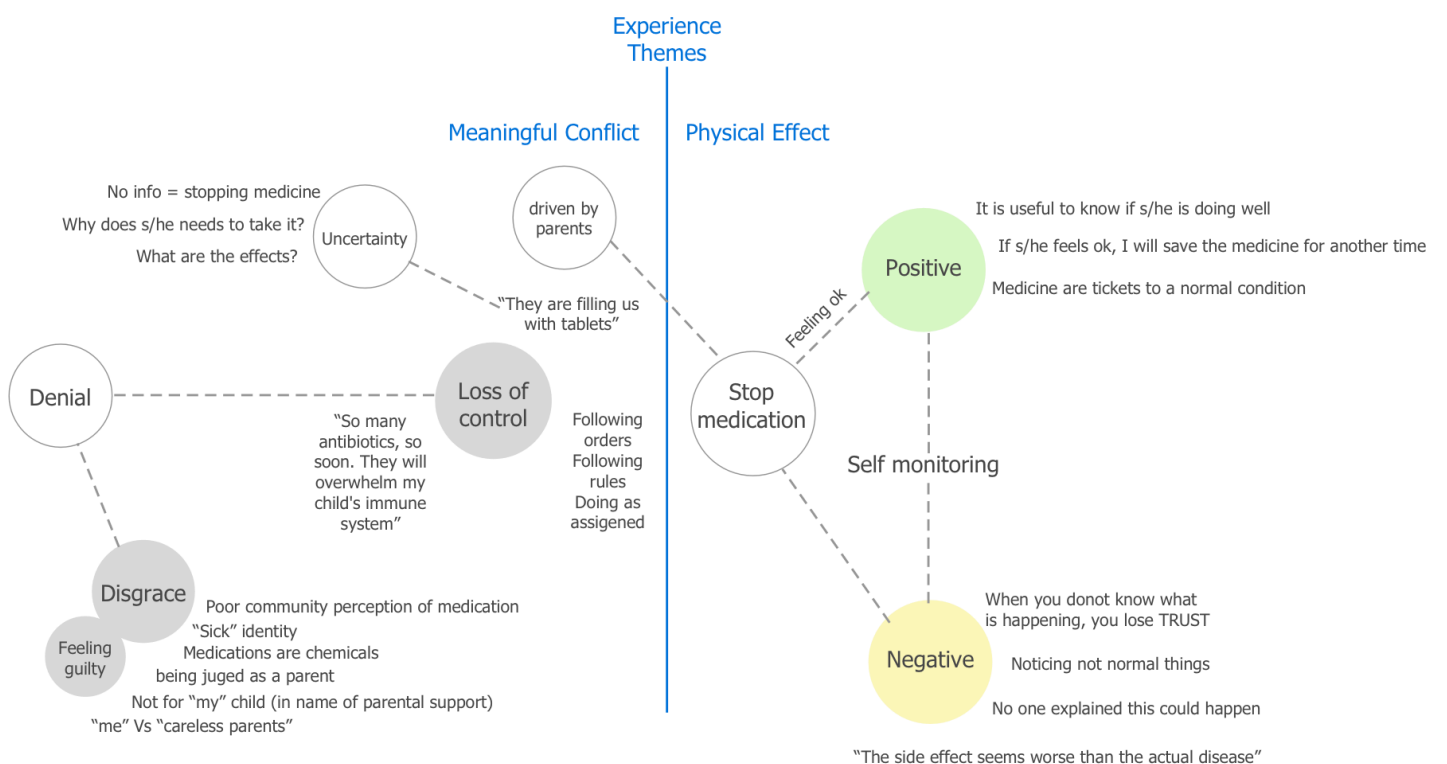 Experience
Themes
Meaningful Conflict
Physical Effect
No info = stopping medicine
Why does s/he needs to take it?
What are the effects?
Uncertainty
driven by
parents
“They are filling us
with tablets”
Denial
Loss of
control
“So many
antibiotics, so
soon. They will
overwhelm my
child's immune
system”
Following
orders
Following
rules
Doing as
assigened
Disgrace
Feeling
guilty
Poor community perception of medication
“Sick” identity
Medications are chemicals
being juged as a parent
Not for “my” child (in name of parental support)
“me” Vs “careless parents”
Stop
medication
Feeling ok
Positive
It is useful to know if s/he is doing well
If s/he feels ok, I will save the medicine for another time
Medicine are tickets to a normal condition
Self monitoring
Negative
When you donot know what
is happening, you lose TRUST
Noticing not normal things
No one explained this could happen
“The side effect seems worse than the actual disease”